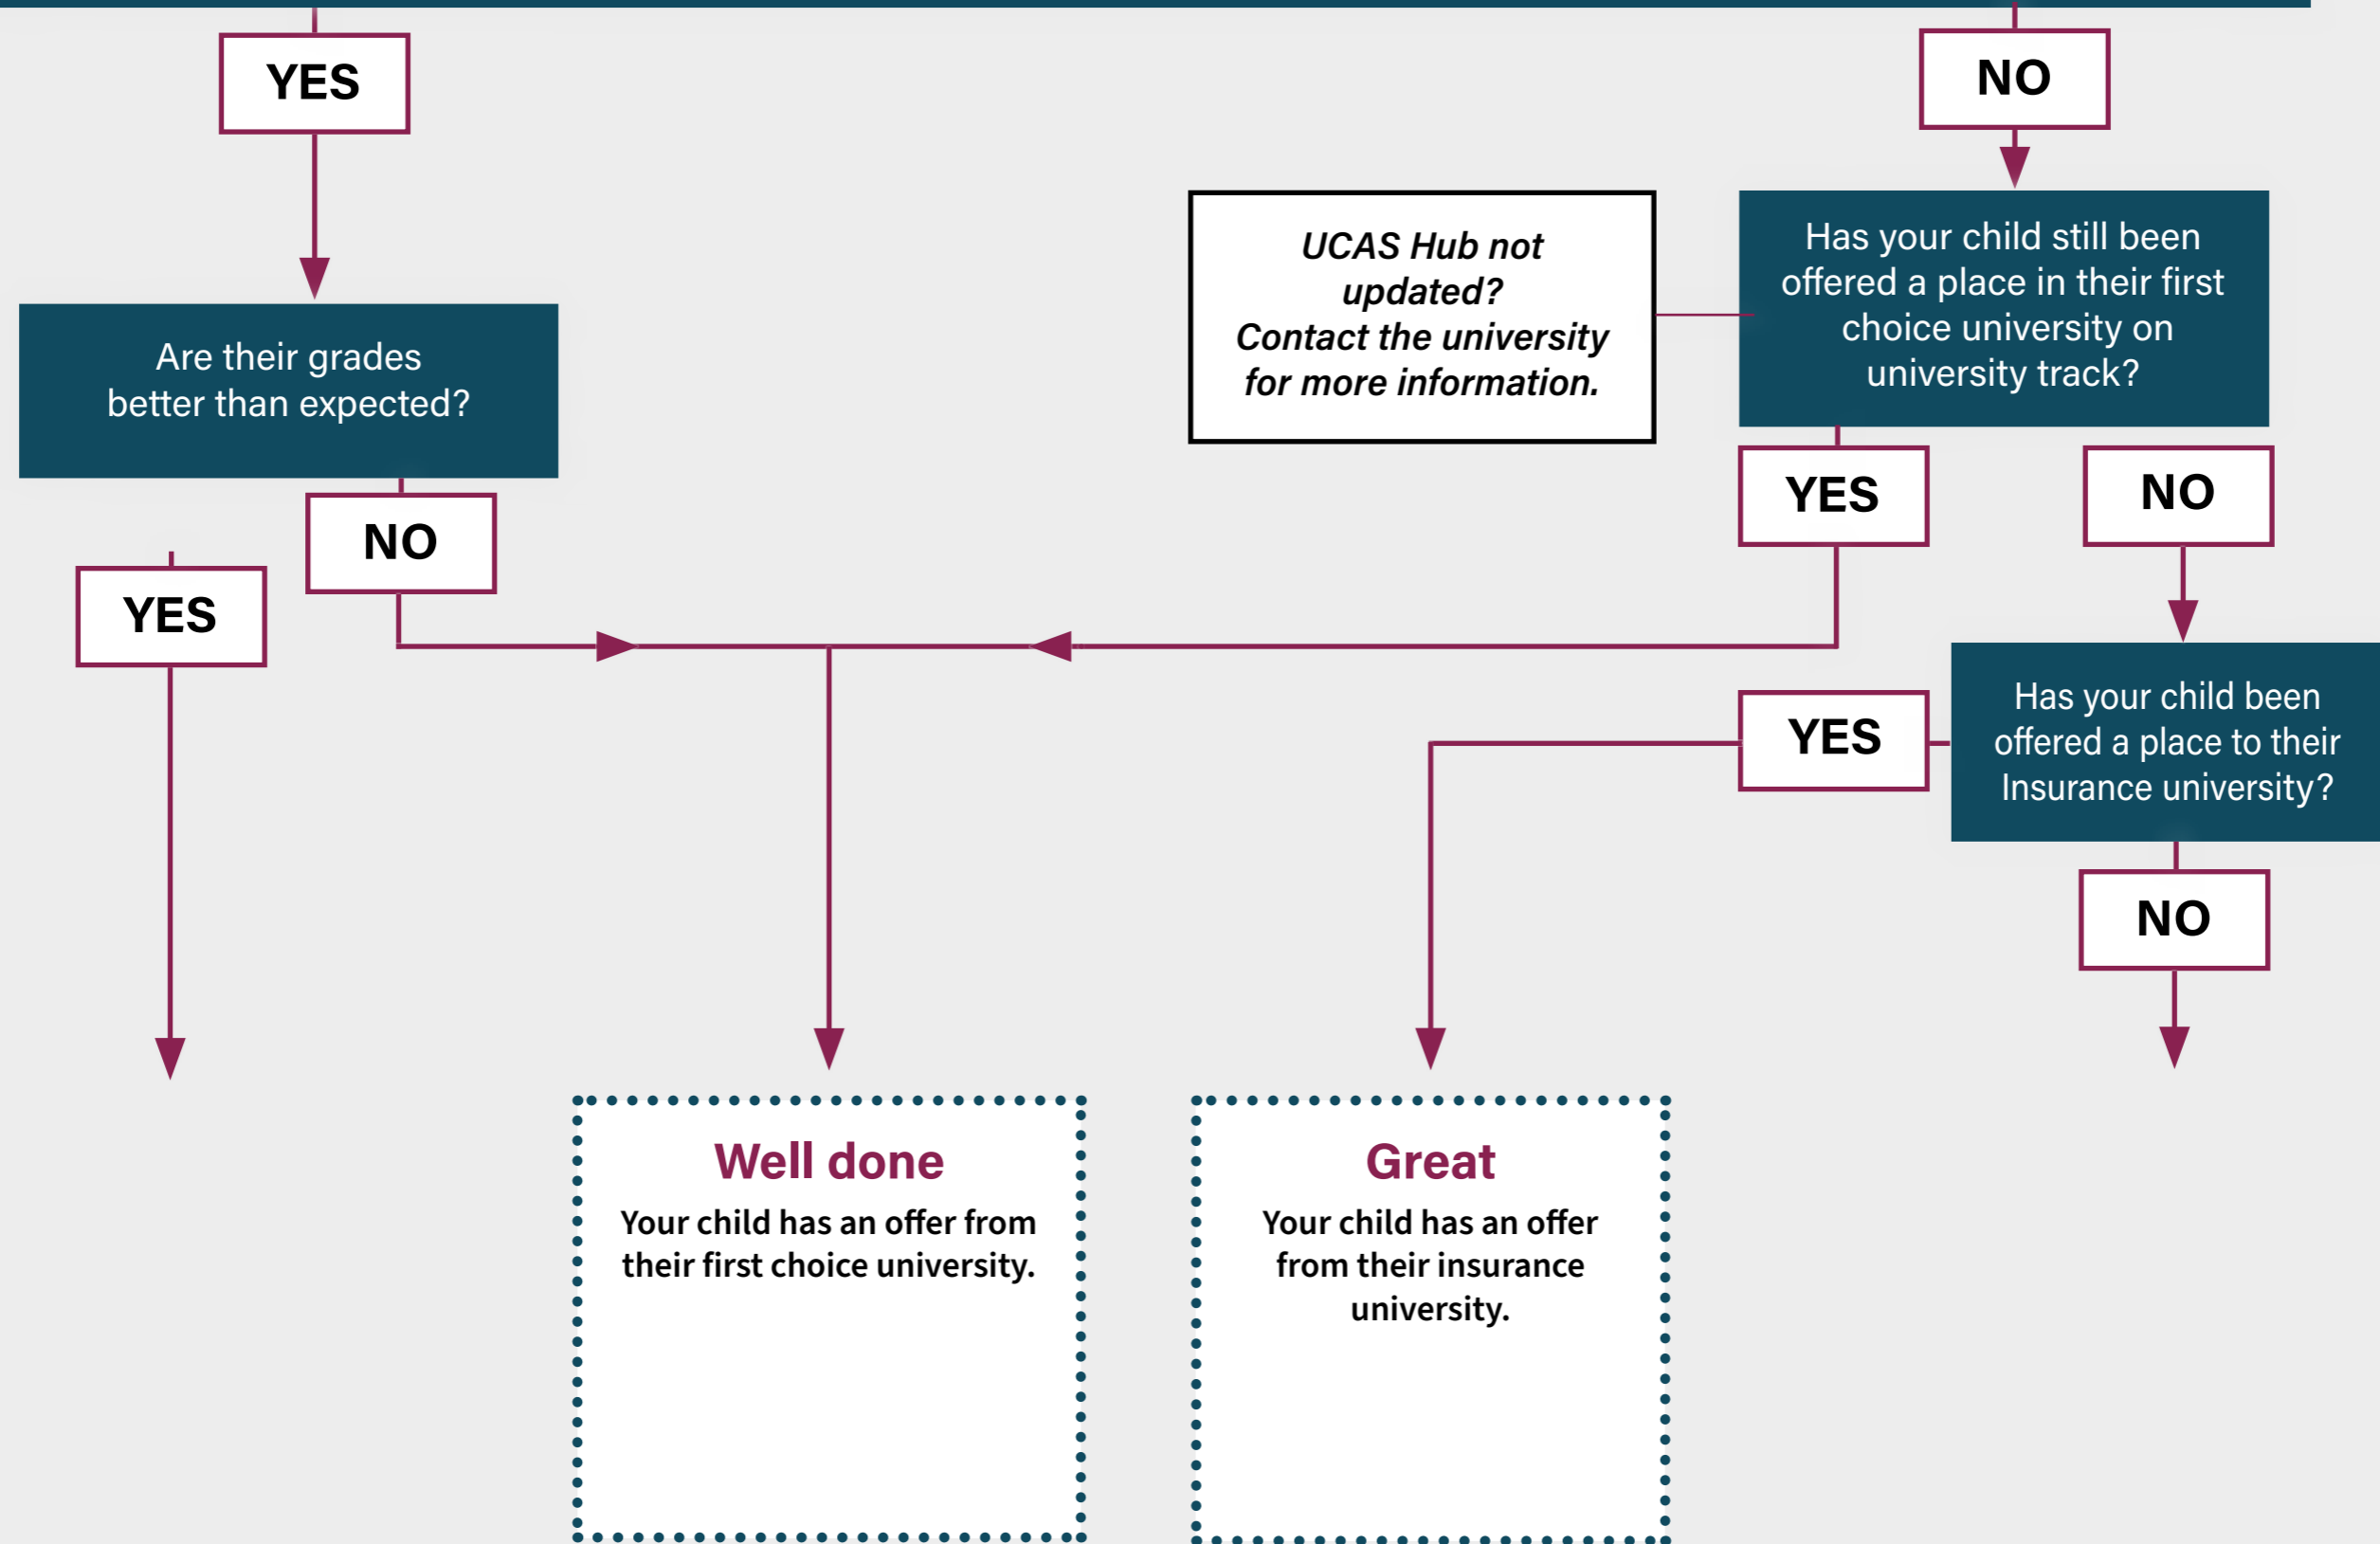 YES
NO
UCAS Hub not
updated?
Contact the university
for more information.
Has your child still been
offered a place in their first
choice university on
university track?
Are their grades
better than expected?
YES
NO
NO
YES
Has your child been
offered a place to their
Insurance university?
YES
NO
Well done
Your child has an offer from
their first choice university.
Great
Your child has an offer
from their insurance
university.